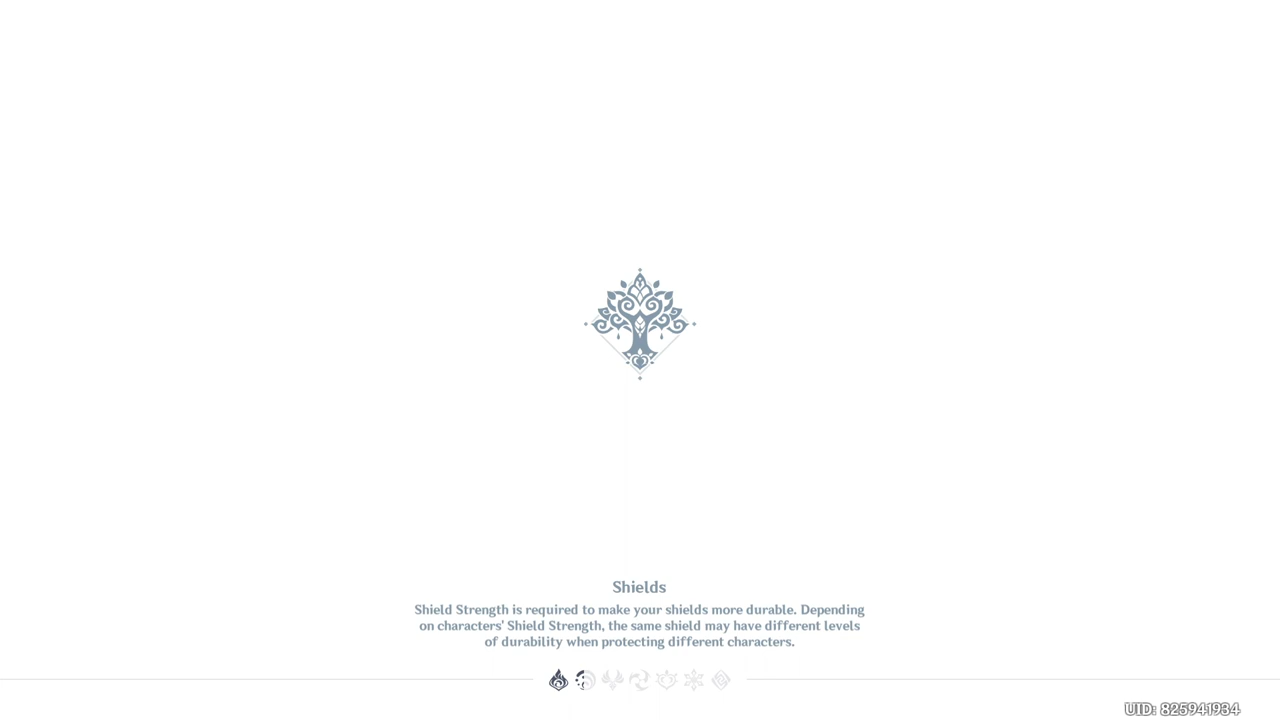 Shields
Shield Strength is required to make your shields more durable. Depending
on characters' Shield Strength, the same shield may have different levels
of durability when protecting different characters.
UID: 825941934